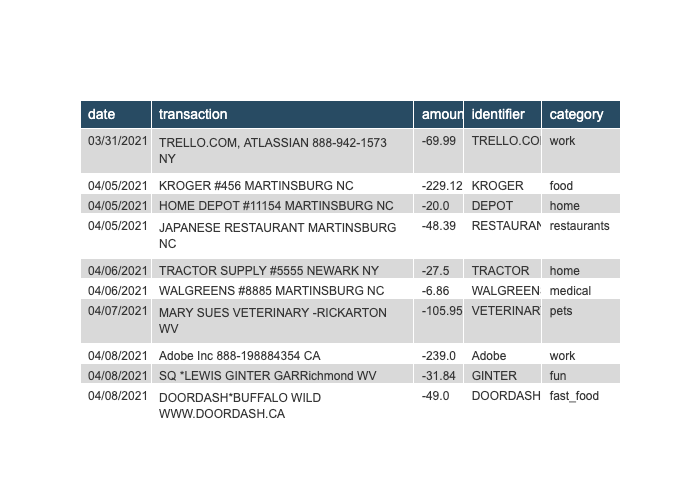 date transaction amoun identifier category
03/31/2021 TRELLO.COM, ATLASSIAN 888-942-1573 -69.99 TRELLO.CO work
NY
04/05/2021 KROGER #456 MARTINSBURG NC -229.12 KROGER food
04/05/2021 HOME DEPOT #11154 MARTINSBURG NC -20.0 DEPOT home
04/05/2021 JAPANESE RESTAURANT MARTINSBURG -48.39 RESTAURAN restaurants
NC
04/06/2021 TRACTOR SUPPLY #5555 NEWARK NY -27.5 TRACTOR home
04/06/2021 WALGREENS #8885 MARTINSBURG NC -6.86 WALGREEN medical
04/07/2021 MARY SUES VETERINARY -RICKARTON -105.95 VETERINAR pets
WV
04/08/2021 Adobe Inc 888-198884354 CA -239.0 Adobe work
04/08/2021 SQ *LEWIS GINTER GARRichmond WV -31.84 GINTER fun
04/08/2021 DOORDASH*BUFFALO WILD -49.0 DOORDASH fast_food
WWW.DOORDASH.CA